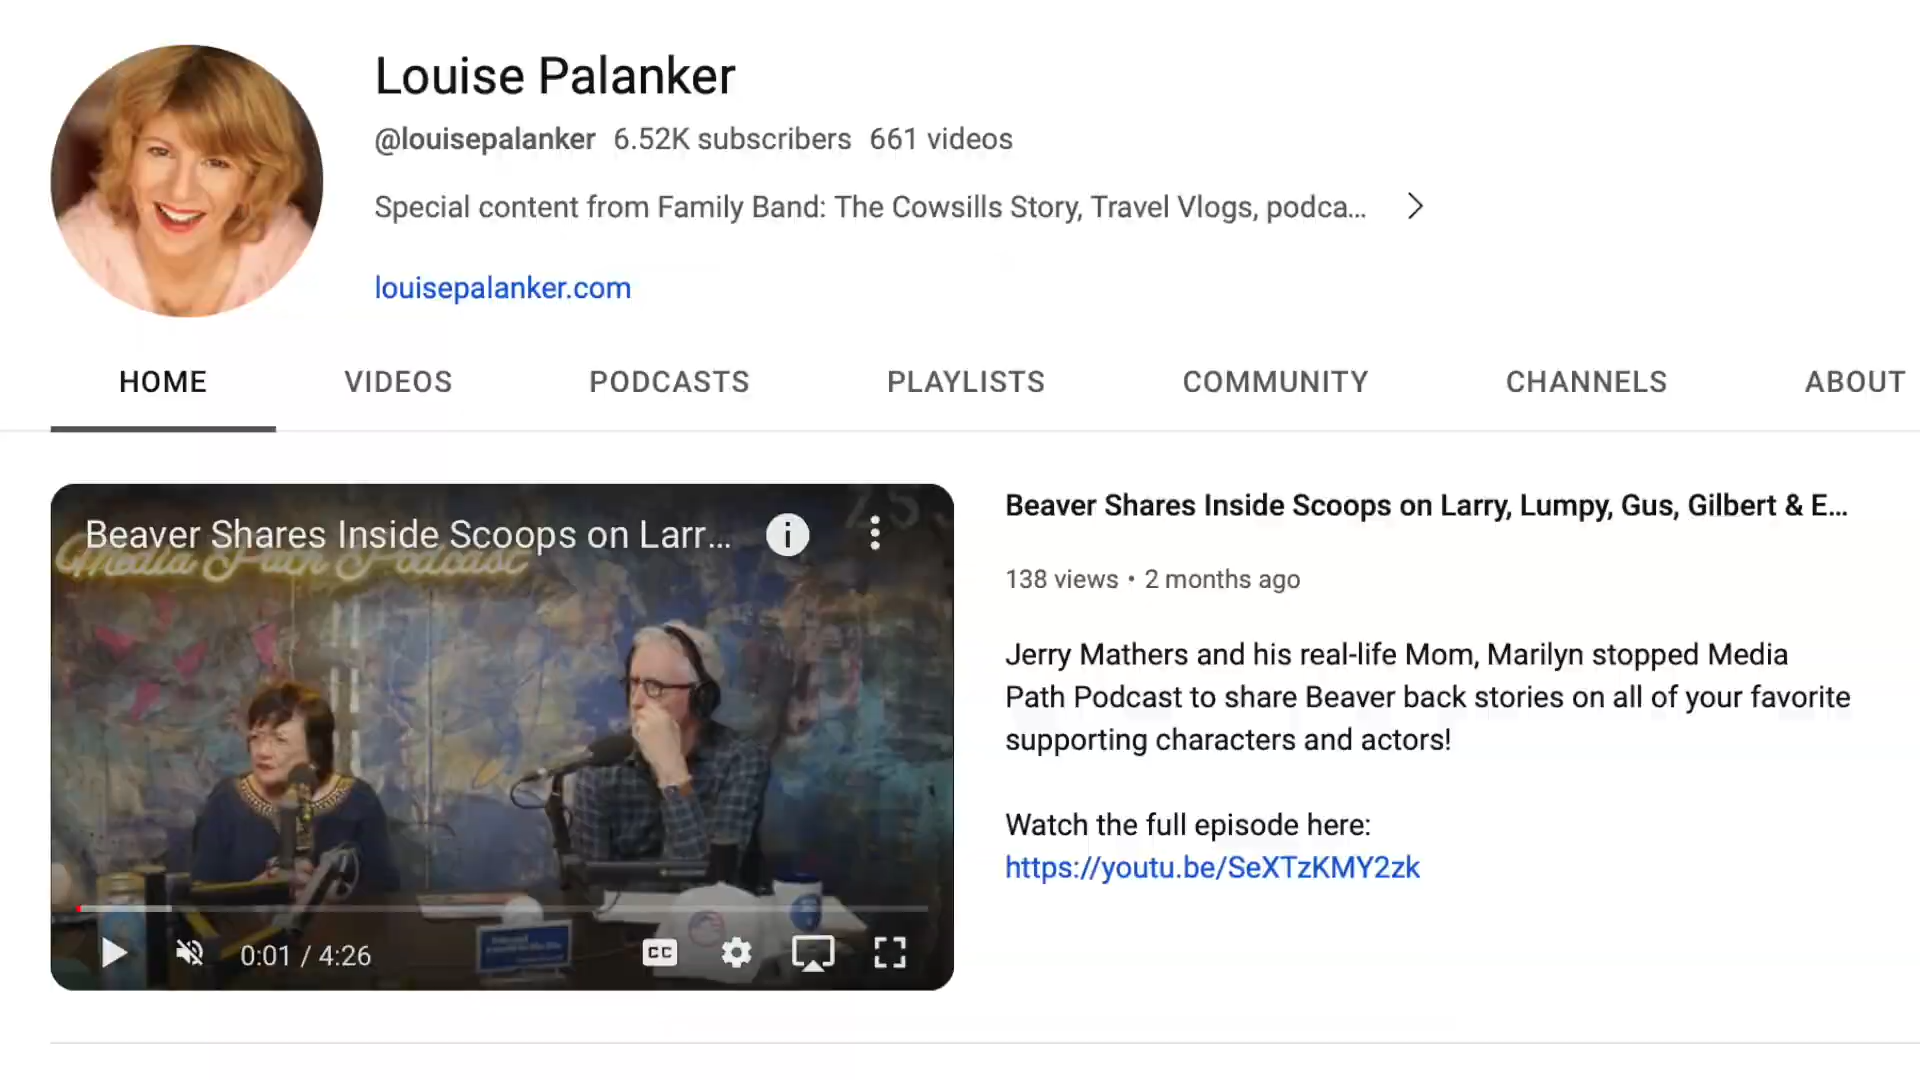 Louise Palanker
@louisepalanker 6.52K subscribers 661 videos
Special content from Family Band: The Cowsills Story, Travel Vlogs, podca...
louisepalanker.com
HOME VIDEOS PODCASTS PLAYLISTS COMMUNITY CHANNELS ABOUT
Beaver Shares Inside Scoops on Larr...
Media Path Podcast
0:01 / 4:26
CC
Beaver Shares Inside Scoops on Larry, Lumpy, Gus, Gilbert & E...
138 views • 2 months ago
Jerry Mathers and his real-life Mom, Marilyn stopped Media
Path Podcast to share Beaver back stories on all of your favorite
supporting characters and actors!
Watch the full episode here:
https://youtu.be/SeXTzKMY2zk